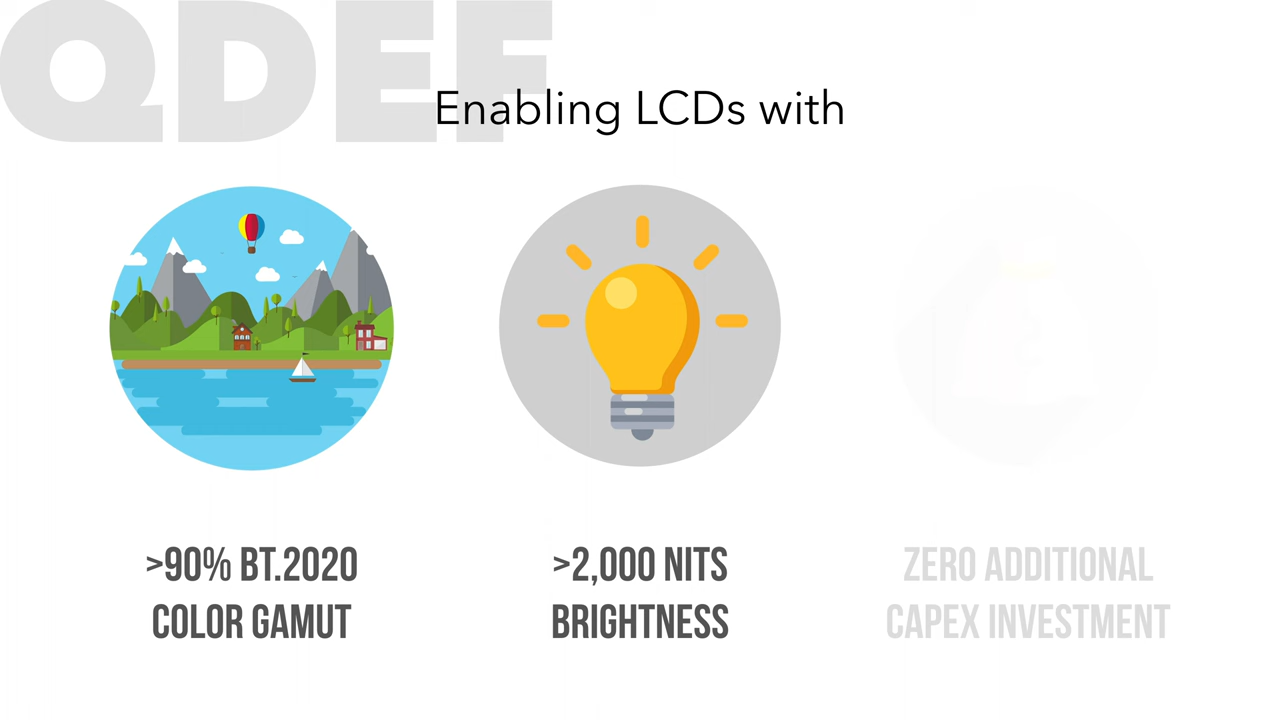 QDEF
Enabling LCDs with
>90% BT.2020
COLOR GAMUT
>2,000 NITS
BRIGHTNESS
ZERO ADDITIONAL
CAPEX INVESTMENT